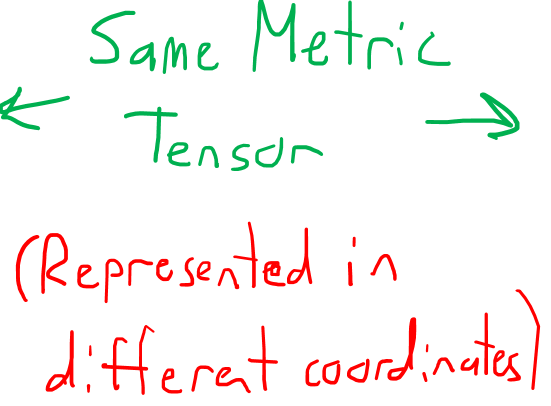 Same Metric
Tensor
(Represented in
different coordinates)